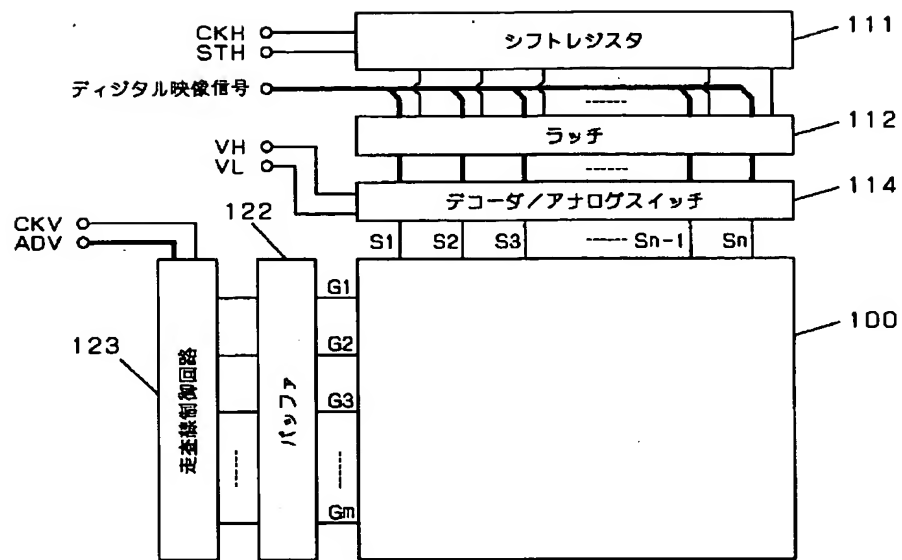 CKH
STH
シフトレジスタ
111
ディジタル映像信号
------
ラッチ
112
VH
VL
------
デコーダ/アナログスイッチ
114
CKV
ADV
122
S1 S2 S3 ------ Sn-1 Sn
123
走査線制御回路
バッファ
G1
G2
G3
Gm
100